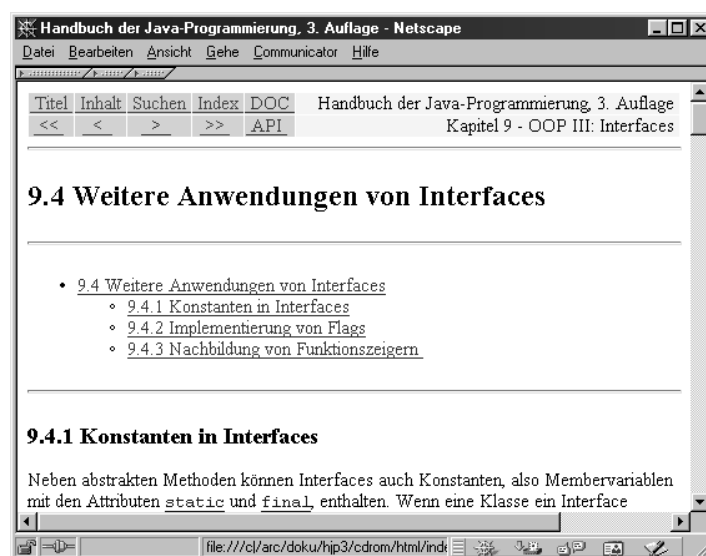 Handbuch der Java-Programmierung, 3. Auflage - Netscape
Datei Bearbeiten Ansicht Gehe Communicator Hilfe
Titel Inhalt Suchen Index DOC Handbuch der Java-Programmierung, 3. Auflage
<< < > >> API Kapitel 9 - OOP III: Interfaces
9.4 Weitere Anwendungen von Interfaces
9.4 Weitere Anwendungen von Interfaces
9.4.1 Konstanten in Interfaces
9.4.2 Implementierung von Flags
9.4.3 Nachbildung von Funktionszeigern
9.4.1 Konstanten in Interfaces
Neben abstrakten Methoden können Interfaces auch Konstanten, also Membervariablen
mit den Attributen static und final, enthalten. Wenn eine Klasse ein Interface
file:///c|/arc/doku/hjp3/cdrom/html/inde